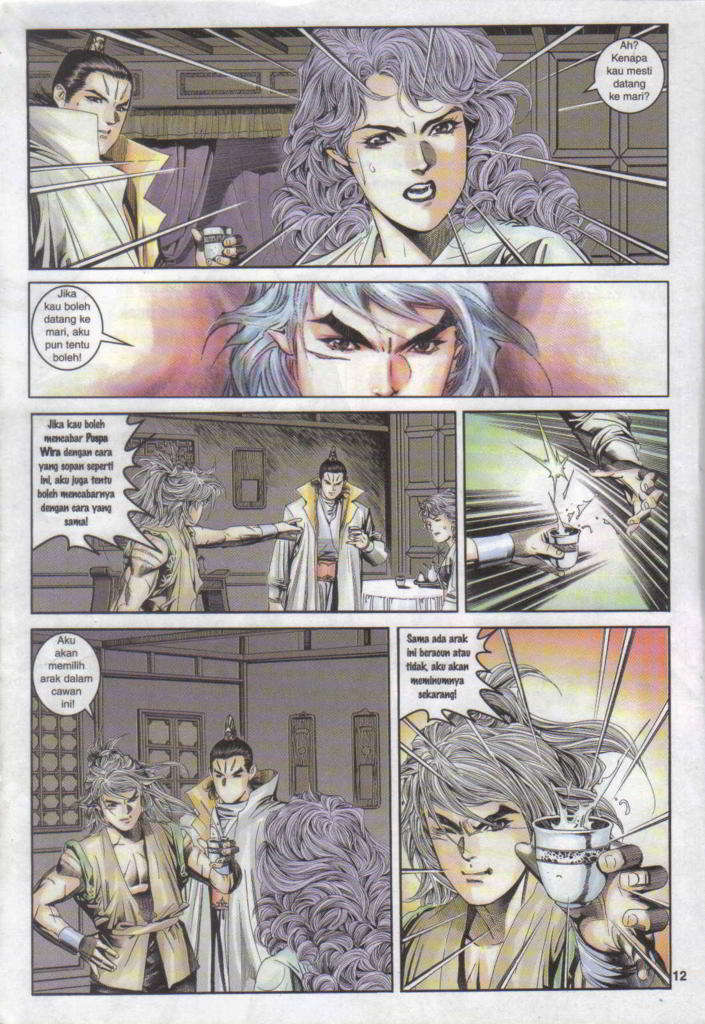 Ah?
Kenapa
kau mesti
datang
ke mari?
Jika
kau boleh
datang ke
mari, aku
pun tentu
boleh!
Jika kau boleh
mencabar Puspa
Wira dengan cara
yang sopan seperti
ini, aku juga tentu
boleh mencabarnya
dengan cara yang
sama!
Aku
akan
memilih
arak dalam
cawan
ini!
Sama ada arak
ini beracun atau
tidak, aku akan
meminumnya
sekarang!
12